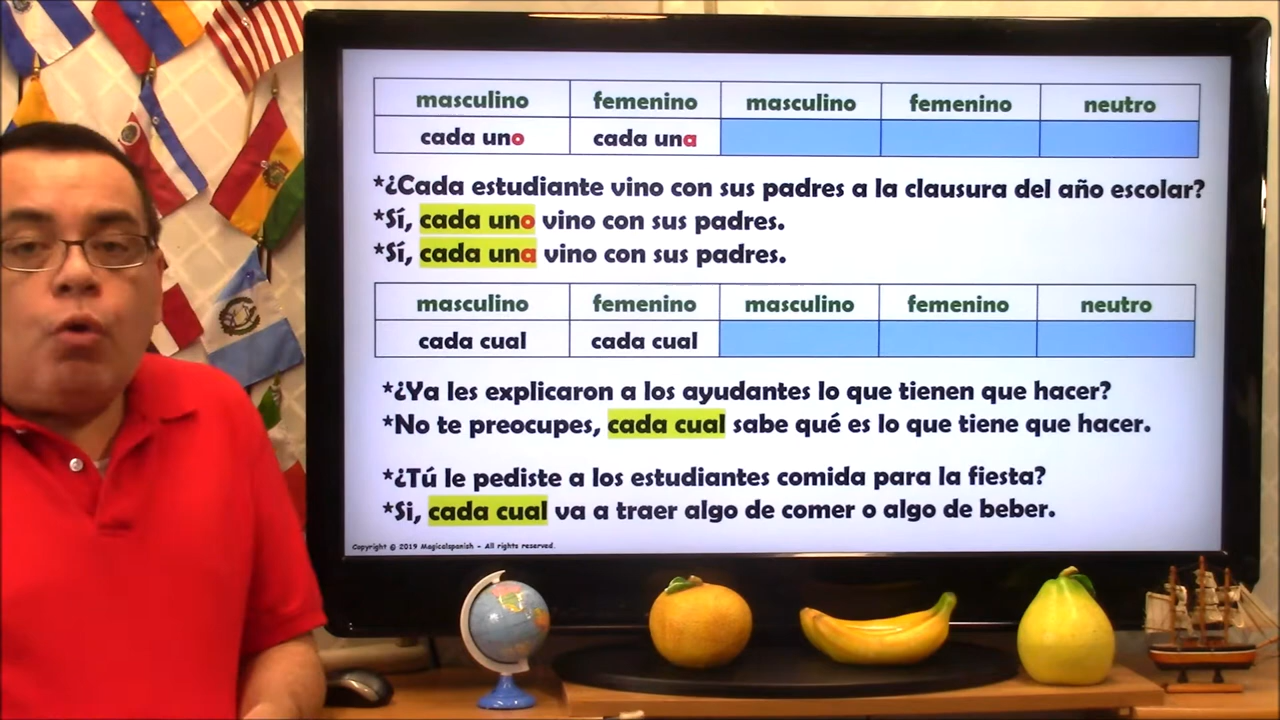 masculino femenino masculino femenino neutro
cada uno cada una
*¿Cada estudiante vino con sus padres a la clausura del año escolar?
*Sí, cada uno vino con sus padres.
*Sí, cada una vino con sus padres.
masculino femenino masculino femenino neutro
cada cual cada cual
*¿Ya les explicaron a los ayudantes lo que tienen que hacer?
*No te preocupes, cada cual sabe qué es lo que tiene que hacer.
*¿Tú le pediste a los estudiantes comida para la fiesta?
*Si, cada cual va a traer algo de comer o algo de beber.
Copyright © 2019 Magicalspanish - All rights reserved.